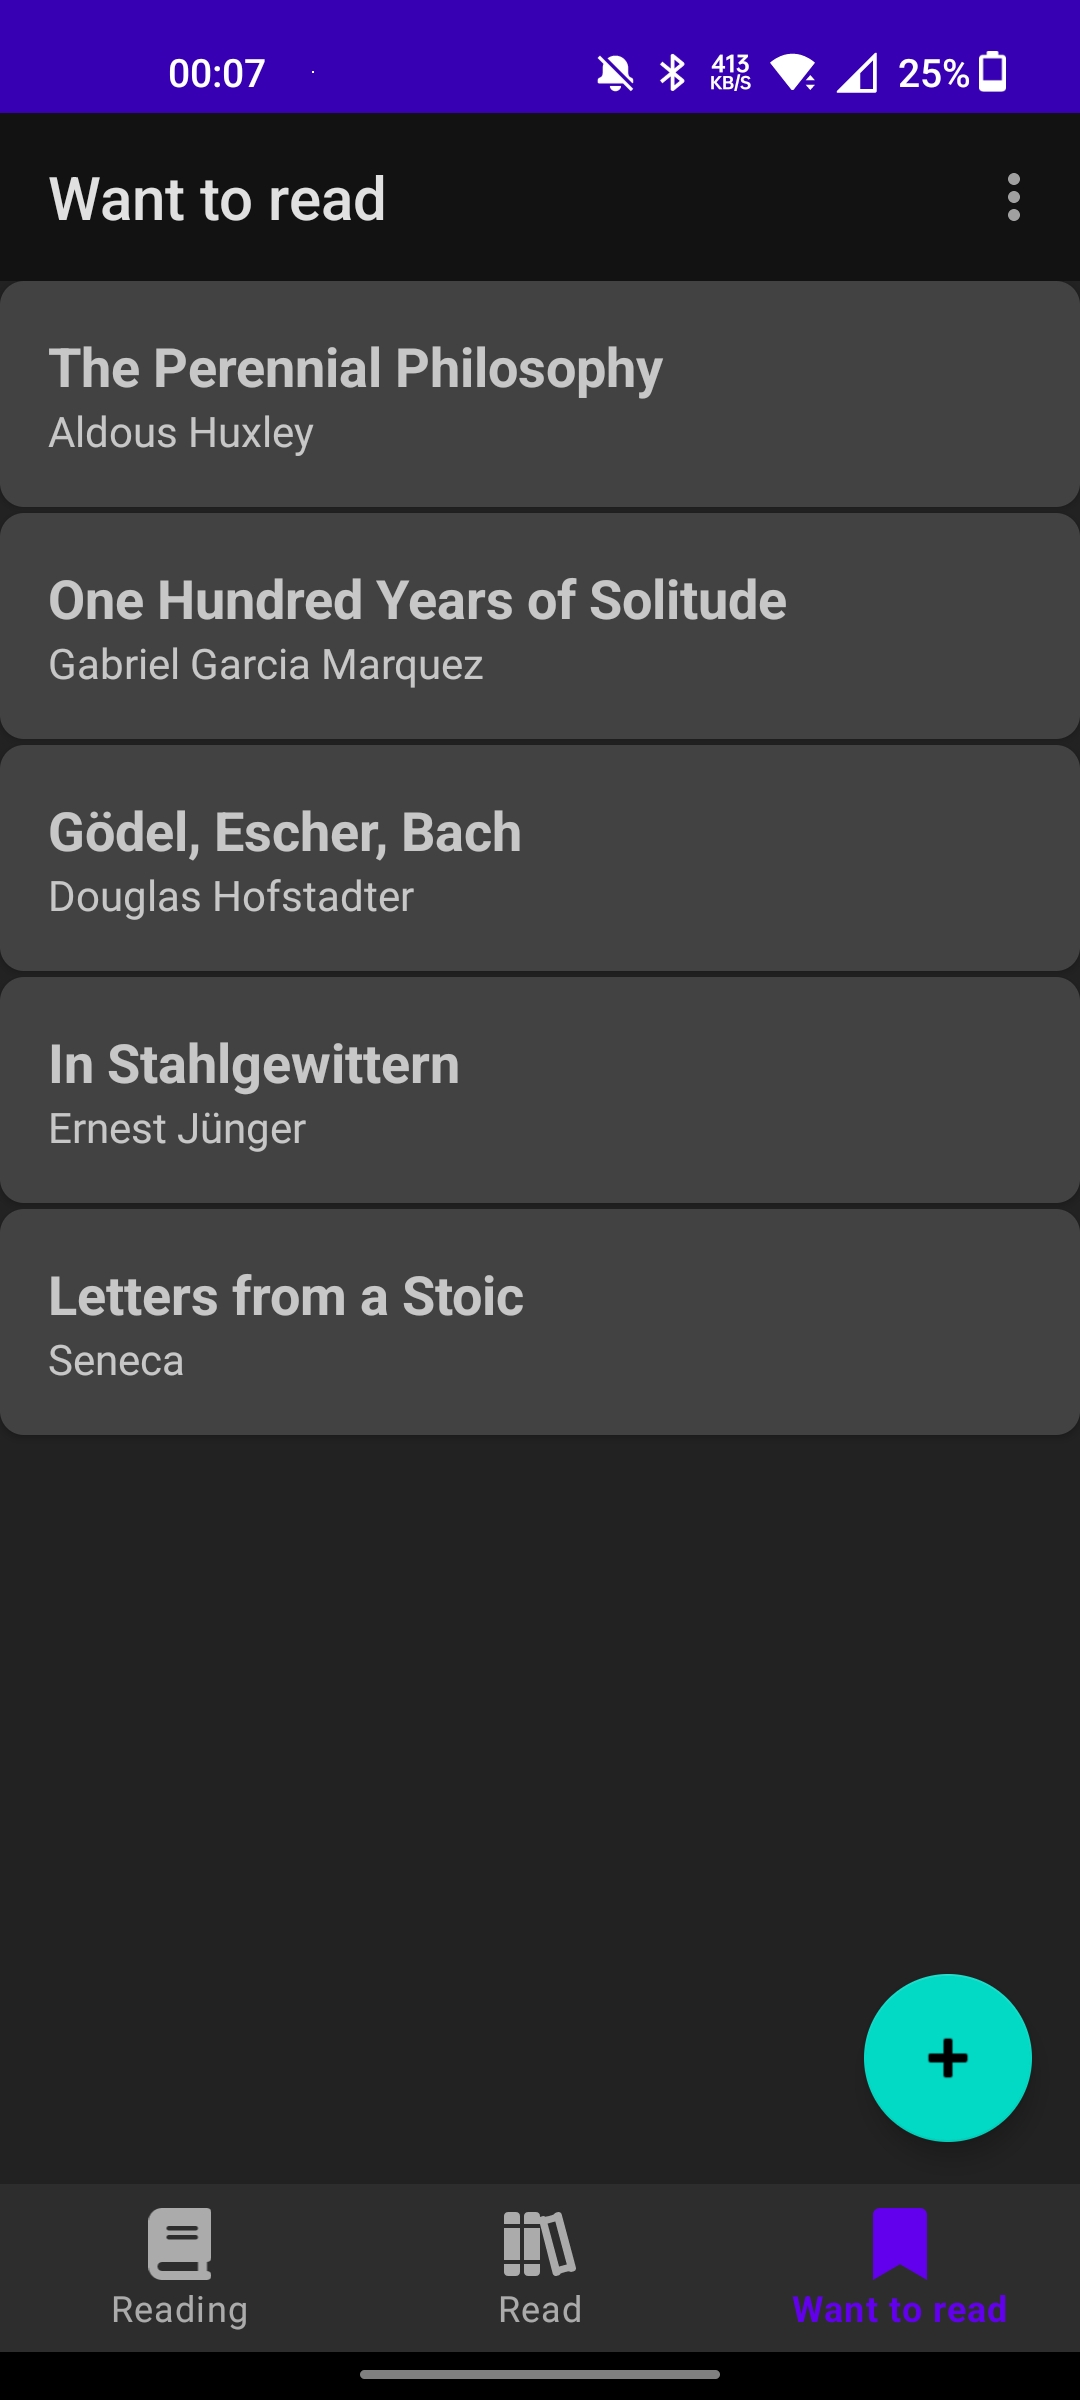 00:07
413
KB/S
25%
Want to read
The Perennial Philosophy
Aldous Huxley
One Hundred Years of Solitude
Gabriel Garcia Marquez
Gödel, Escher, Bach
Douglas Hofstadter
In Stahlgewittern
Ernest Jünger
Letters from a Stoic
Seneca
Reading
Read
Want to read